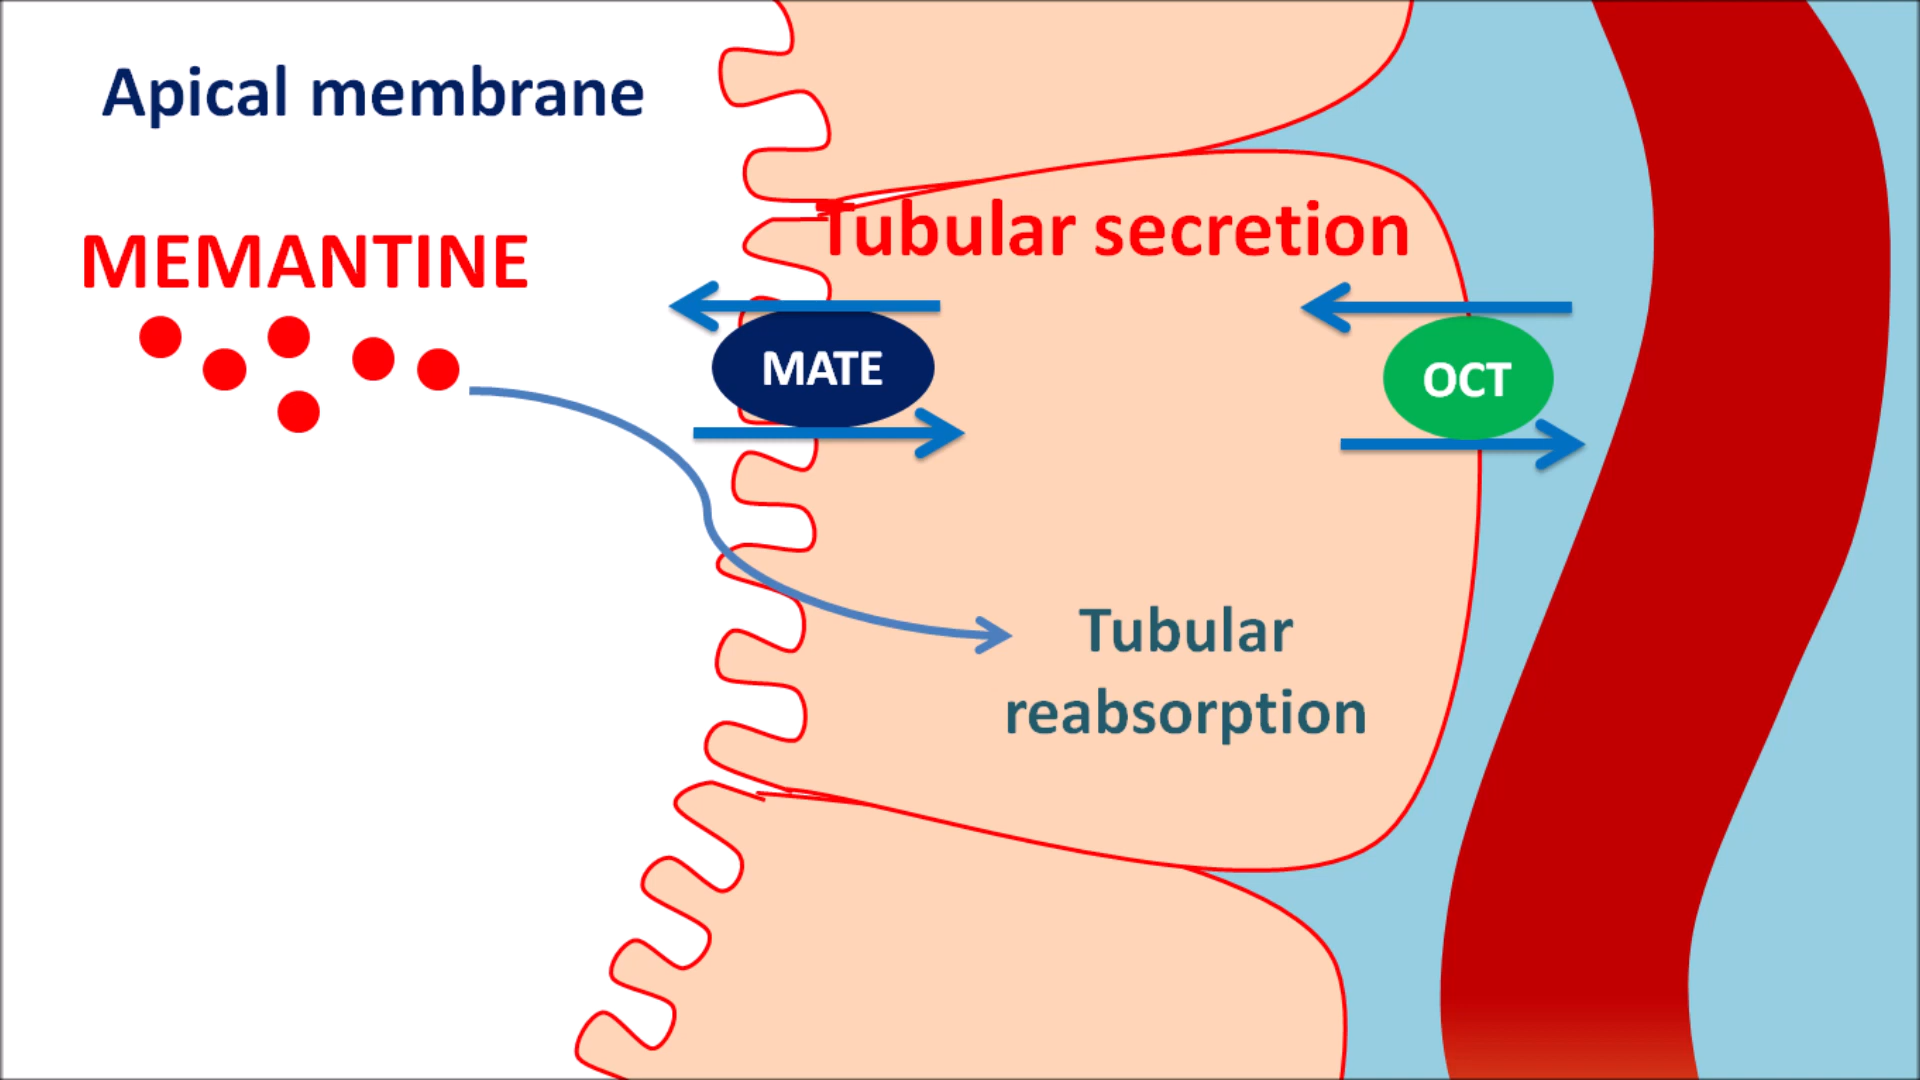 Apical membrane
MEMANTINE
Tubular secretion
MATE
OCT
Tubular
reabsorption